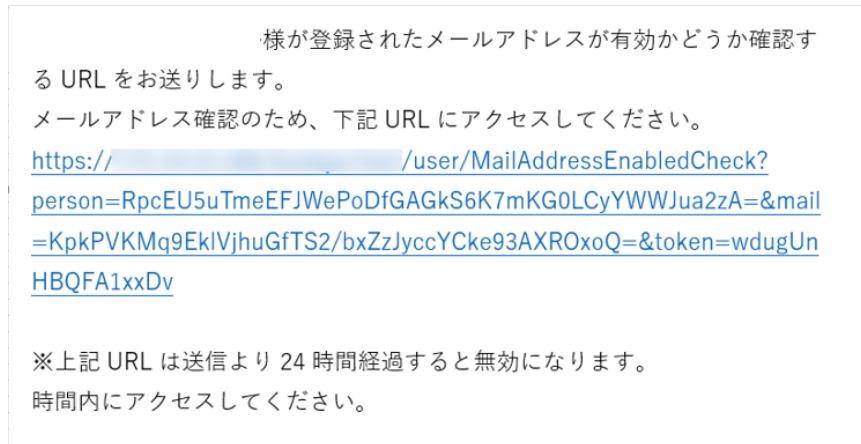 様が登録されたメールアドレスが有効かどうか確認す
る URL をお送りします。
メールアドレス確認のため、下記 URL にアクセスしてください。
https:/ /user/MailAddressEnabledCheck?
person=RpcEU5uTmeEFJWePoDfGAGkS6K7mKG0LCyYWWJua2zA=&mail
=KpkPVKMq9EklVjhuGfTS2/bxZzJyccYCke93AXROxoQ=&token=wdugUn
HBQFA1xxDv
※上記 URL は送信より 24 時間経過すると無効になります。
時間内にアクセスしてください。